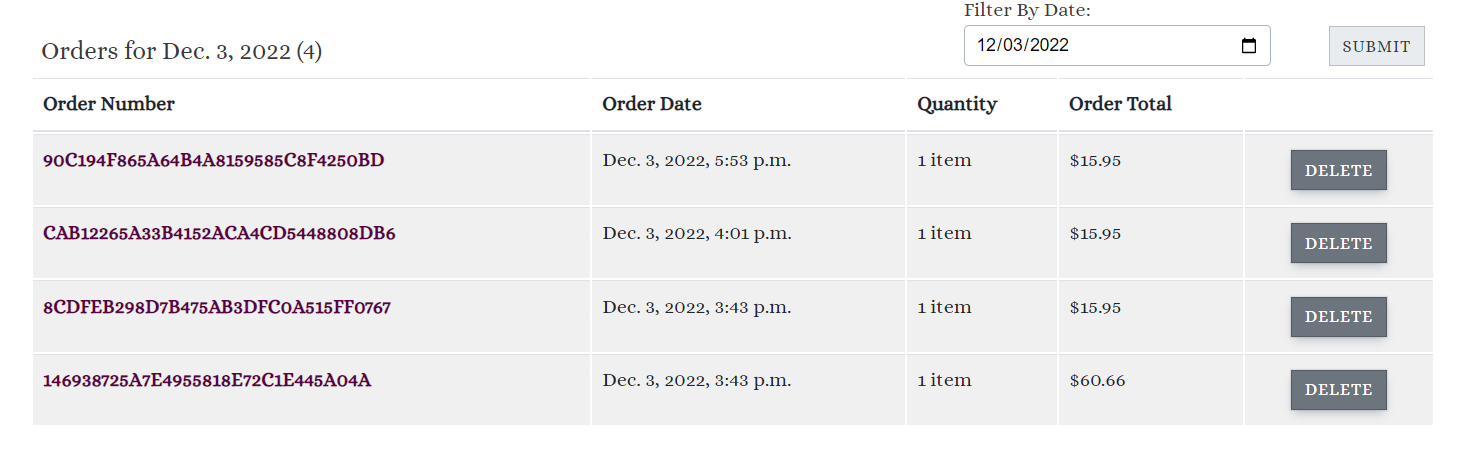 Filter By Date:
Orders for Dec. 3, 2022 (4)
12/03/2022
SUBMIT
Order Number Order Date Quantity Order Total
90C194F865A64B4A8159585C8F4250BD Dec. 3, 2022, 5:53 p.m. 1 item $15.95 DELETE
CAB12265A33B4152ACA4CD5448808DB6 Dec. 3, 2022, 4:01 p.m. 1 item $15.95 DELETE
8CDFEB298D7B475AB3DFC0A515FF0767 Dec. 3, 2022, 3:43 p.m. 1 item $15.95 DELETE
146938725A7E4955818E72C1E445A04A Dec. 3, 2022, 3:43 p.m. 1 item $60.66 DELETE